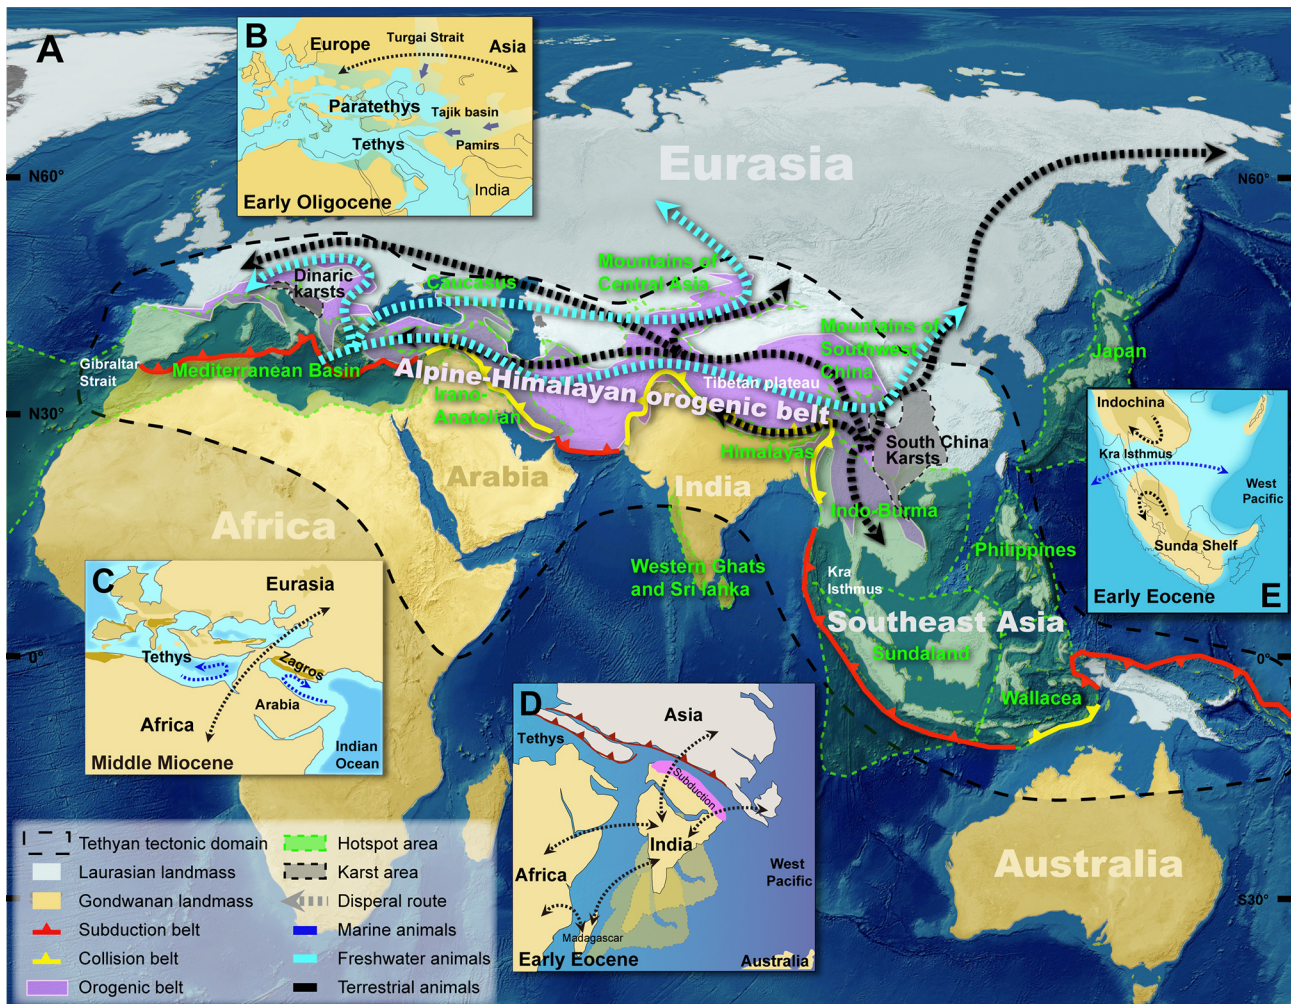 A
B
Europe
Turgai Strait
Asia
Paratethys
Tajik basin
Tethys
Pamirs
India
Early Oligocene
Eurasia
N60°
N60°
Dinaric
karsts
Caucasus
Mountains of
Central Asia
Mountains of
Southwest
China
Japan
Gibraltar
Strait
Mediterranean Basin
Alpine-Himalayan orogenic belt
Tibetan plateau
Irano-
Anatolian
N30°
N30°
Himalayas
South China
Karsts
Arabia
India
Africa
Indo-Burma
Philippines
Western Ghats
and Sri lanka
Kra
Isthmus
Southeast Asia
Sundaland
Wallacea
0°
0°
Indochina
Kra Isthmus
West
Pacific
Sunda Shelf
Early Eocene
E
C
Eurasia
Tethys
Zagros
Arabia
Africa
Indian
Ocean
Middle Miocene
D
Asia
Tethys
Subduction
India
Africa
West
Pacific
Madagascar
Early Eocene
Australia
Australia
S30°
Tethyan tectonic domain
Laurasian landmass
Gondwanan landmass
Subduction belt
Collision belt
Orogenic belt
Hotspot area
Karst area
Disperal route
Marine animals
Freshwater animals
Terrestrial animals